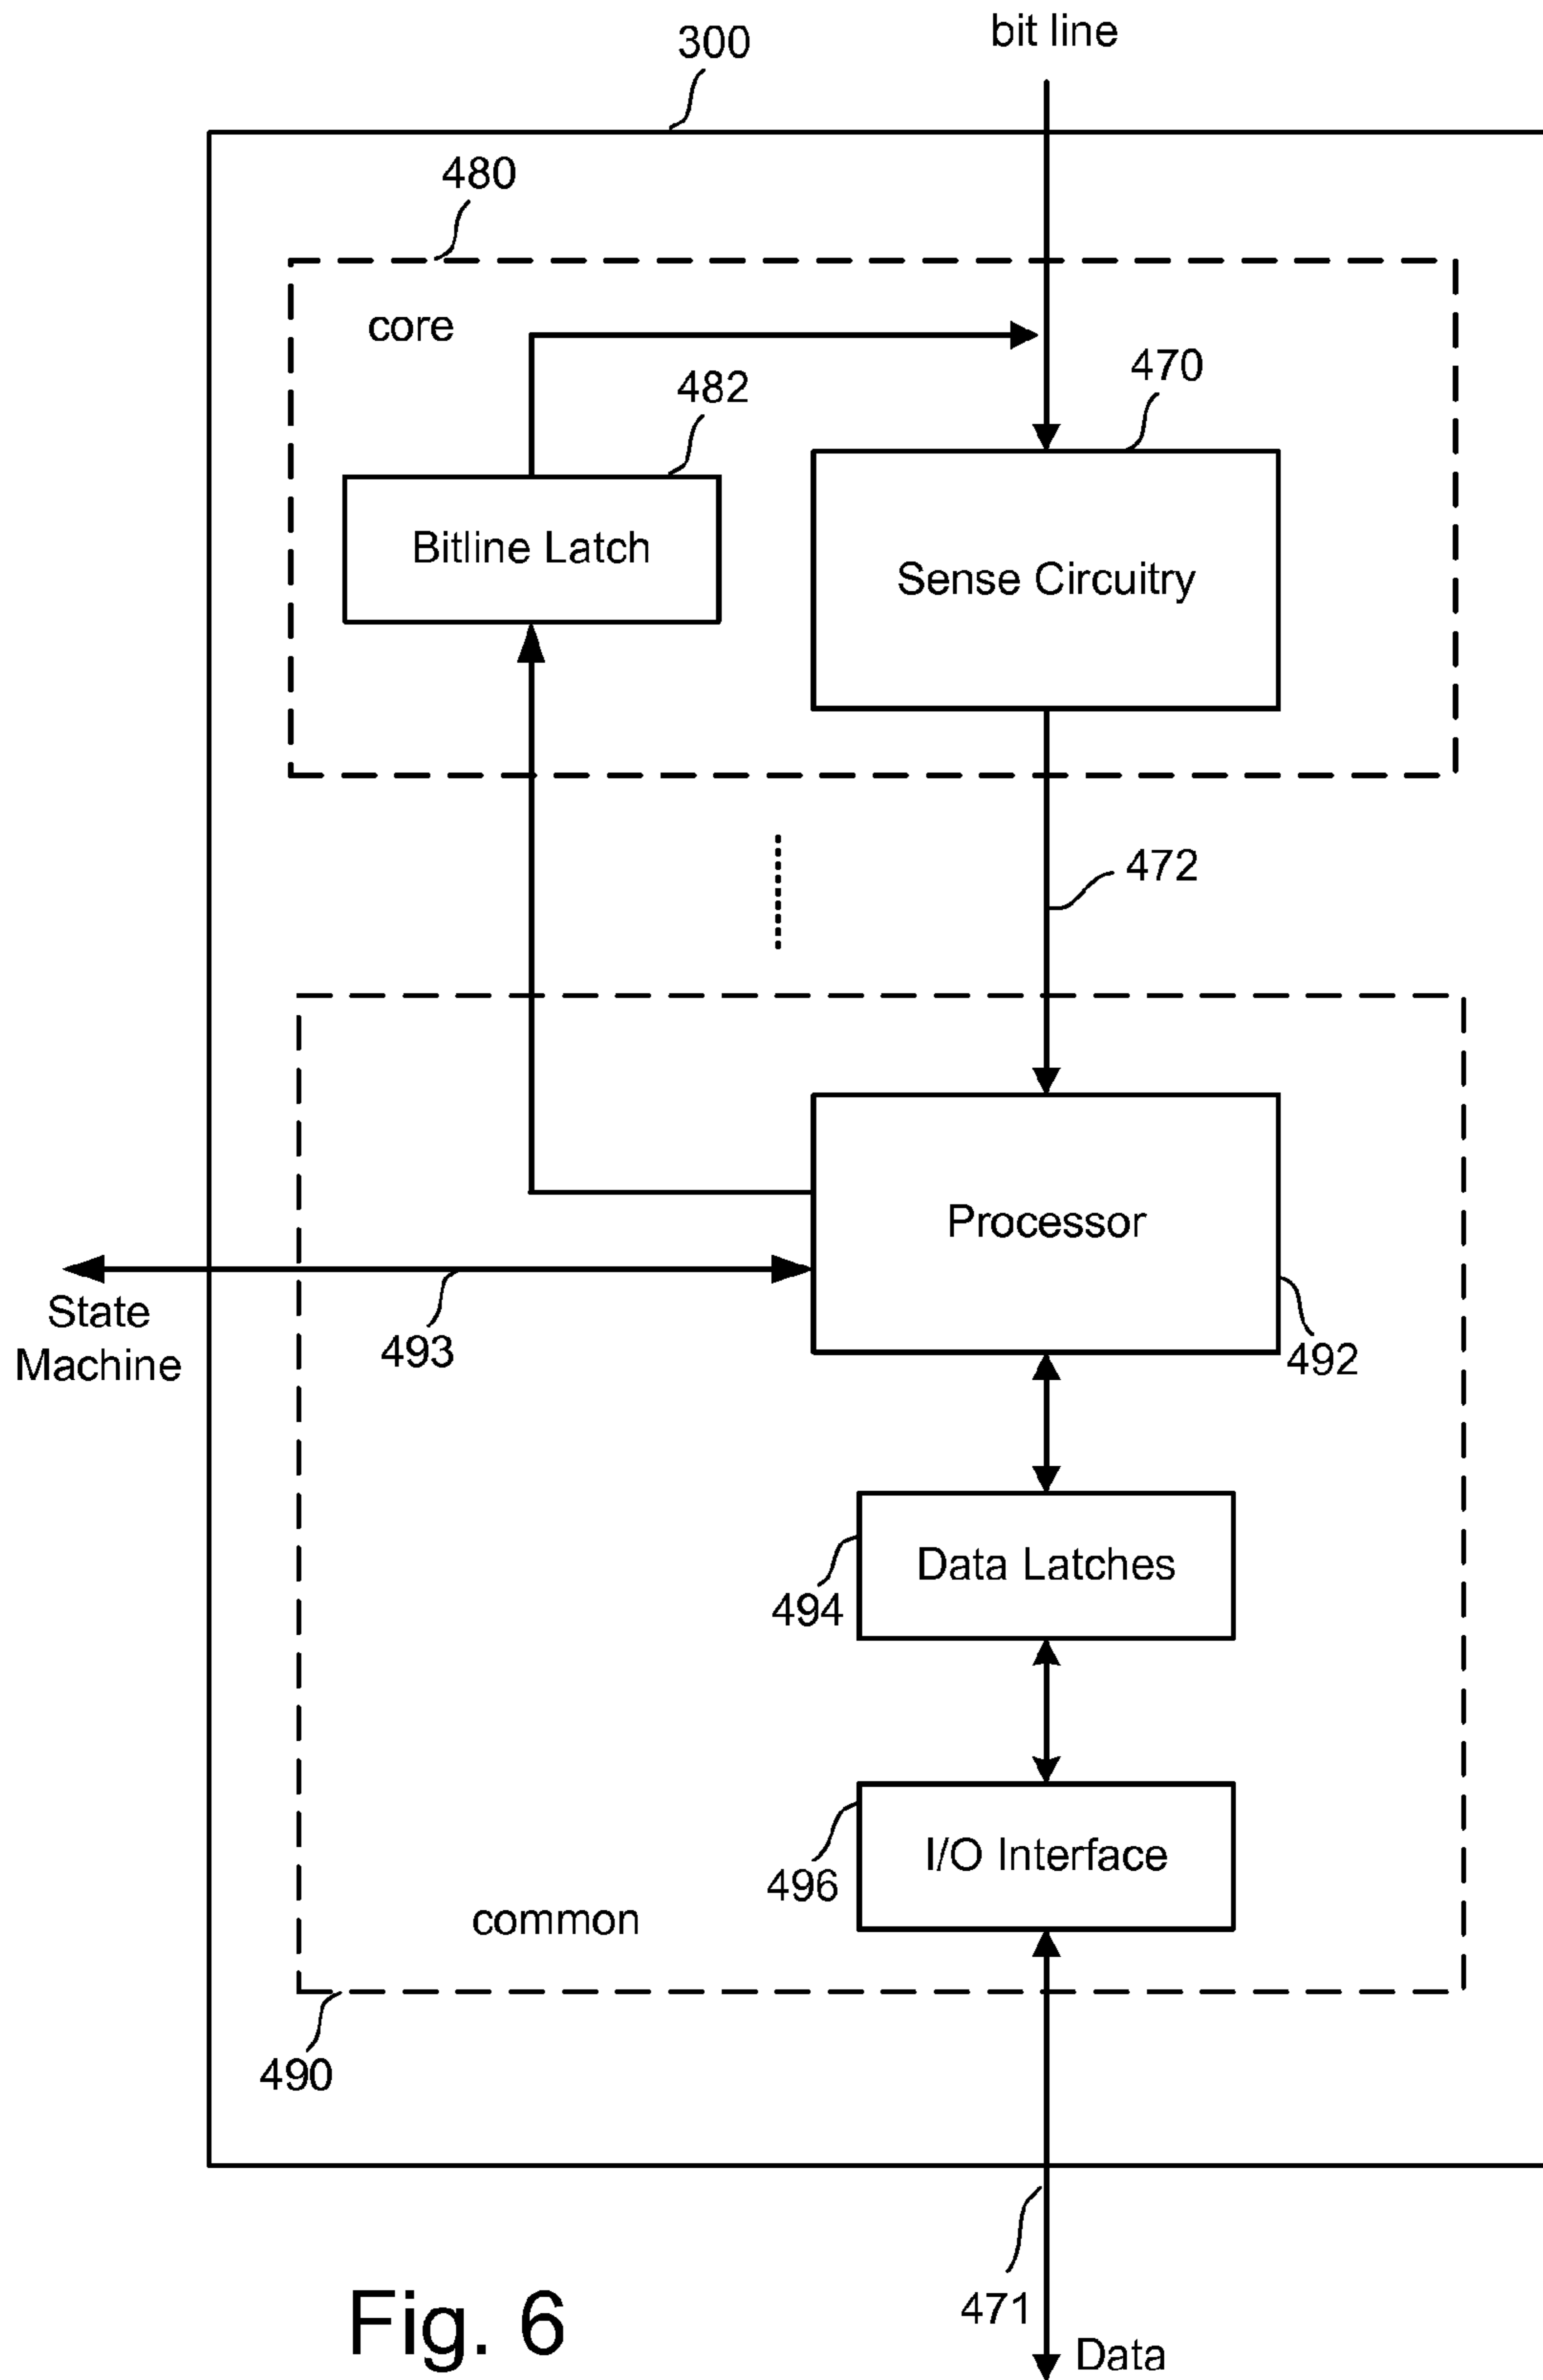 bit line
300
480
core
470
482
Bitline Latch
Sense Circuitry
472
Processor
State
Machine
493
492
Data Latches
494
I/O Interface
496
common
490
471
Data
Fig. 6